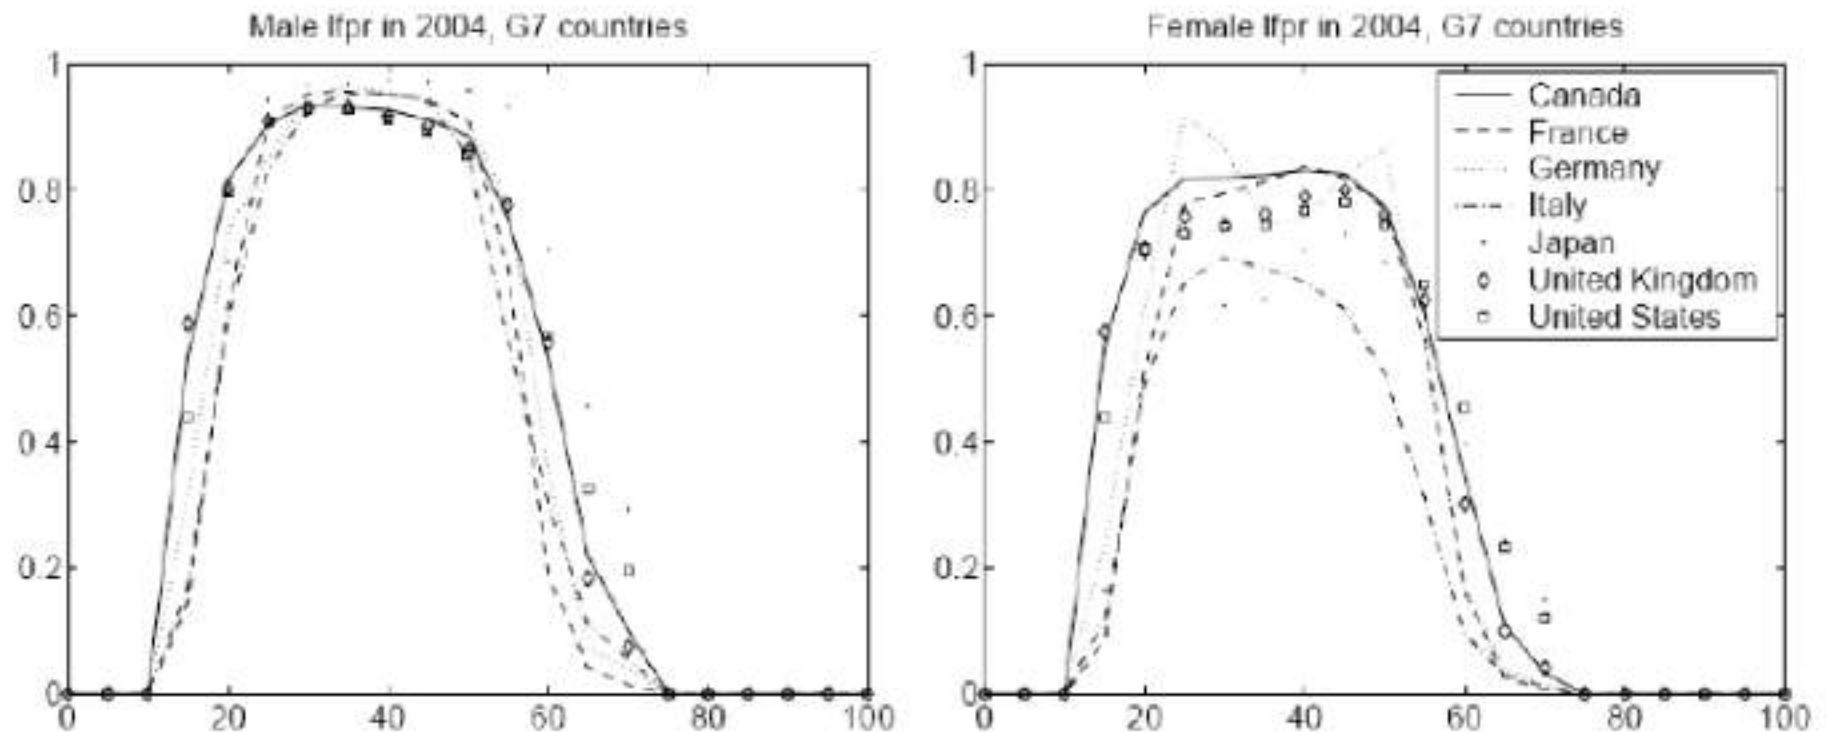 Male lfpr in 2004, G7 countries
1
0.8
0.6
0.4
0.2
0
0 20 40 60 80 100
Female lfpr in 2004, G7 countries
1
0.8
0.6
0.4
0.2
0
0 20 40 60 80 100
Canada
France
Germany
Italy
Japan
United Kingdom
United States